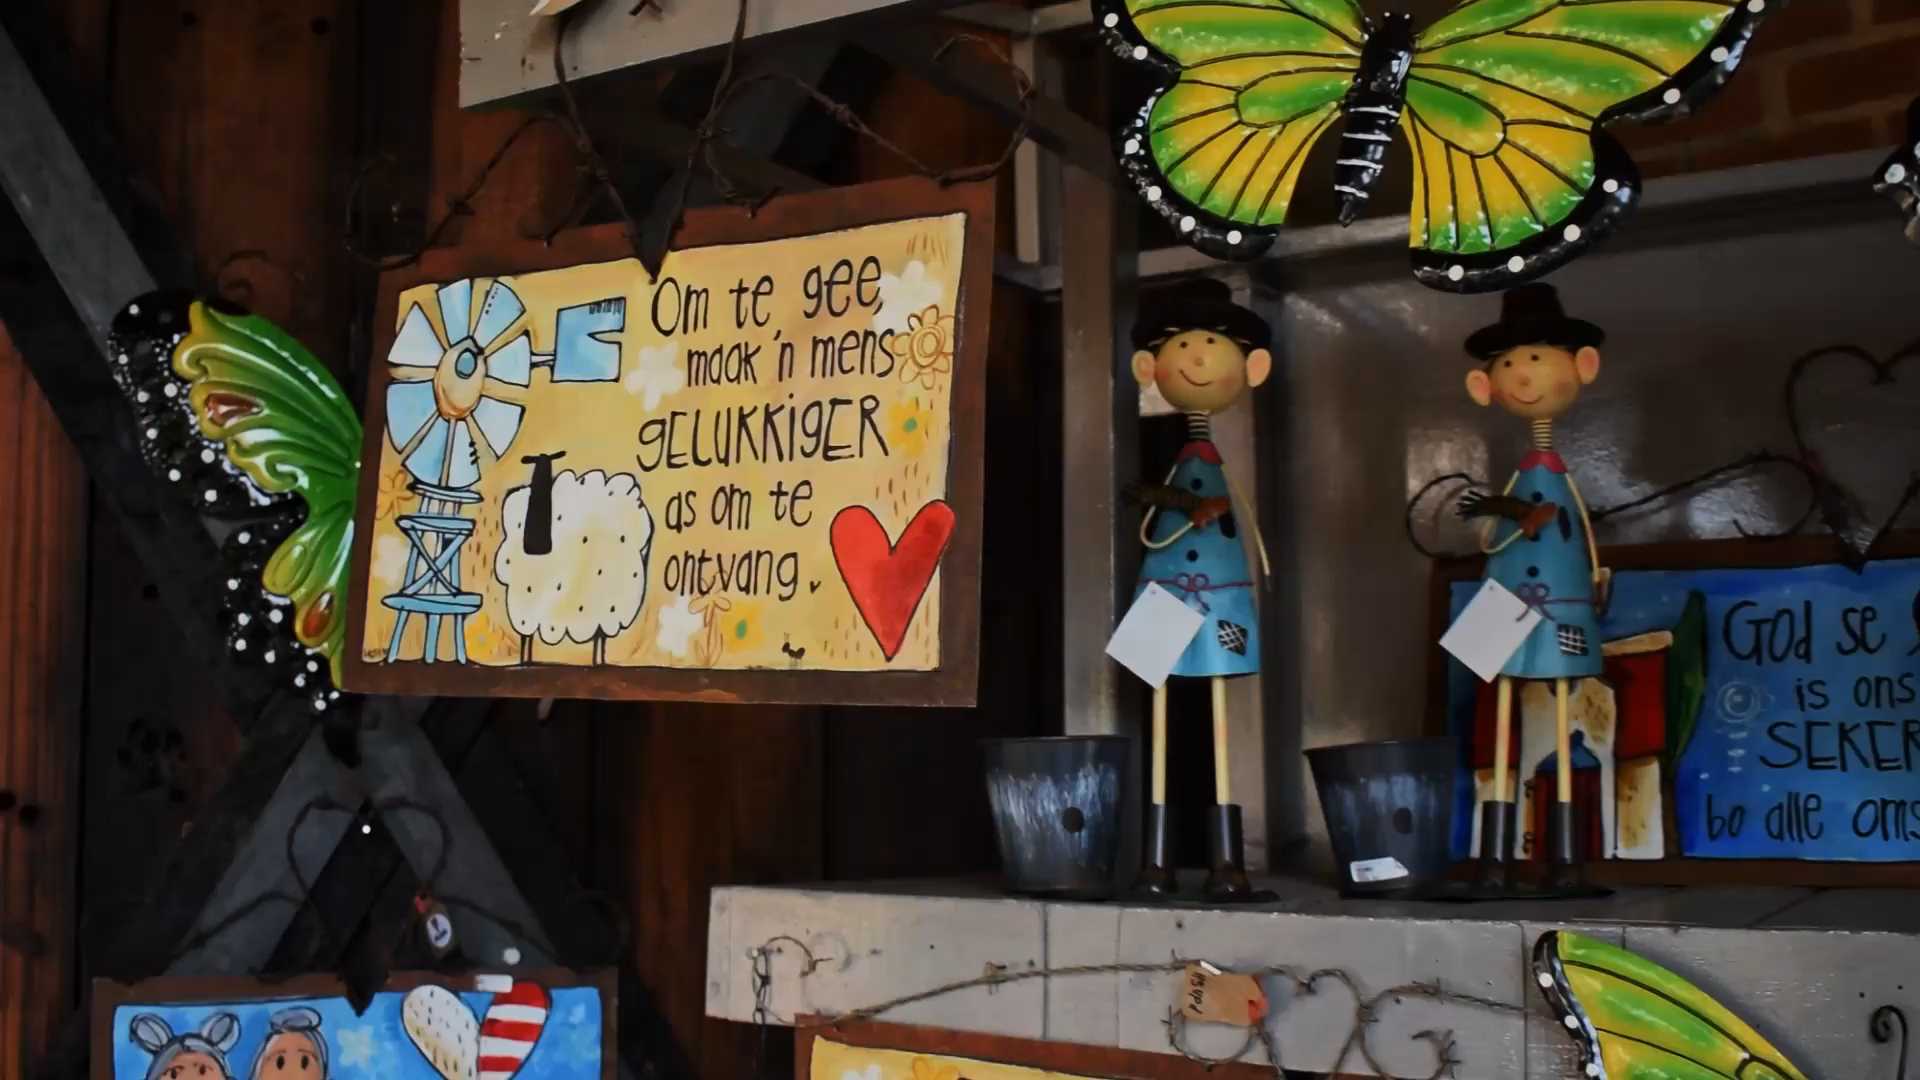 Om te gee,
maak 'n mens
GELUKKIGER
as om te
ontvang.
God se
is ons
SEKER
bo alle oms